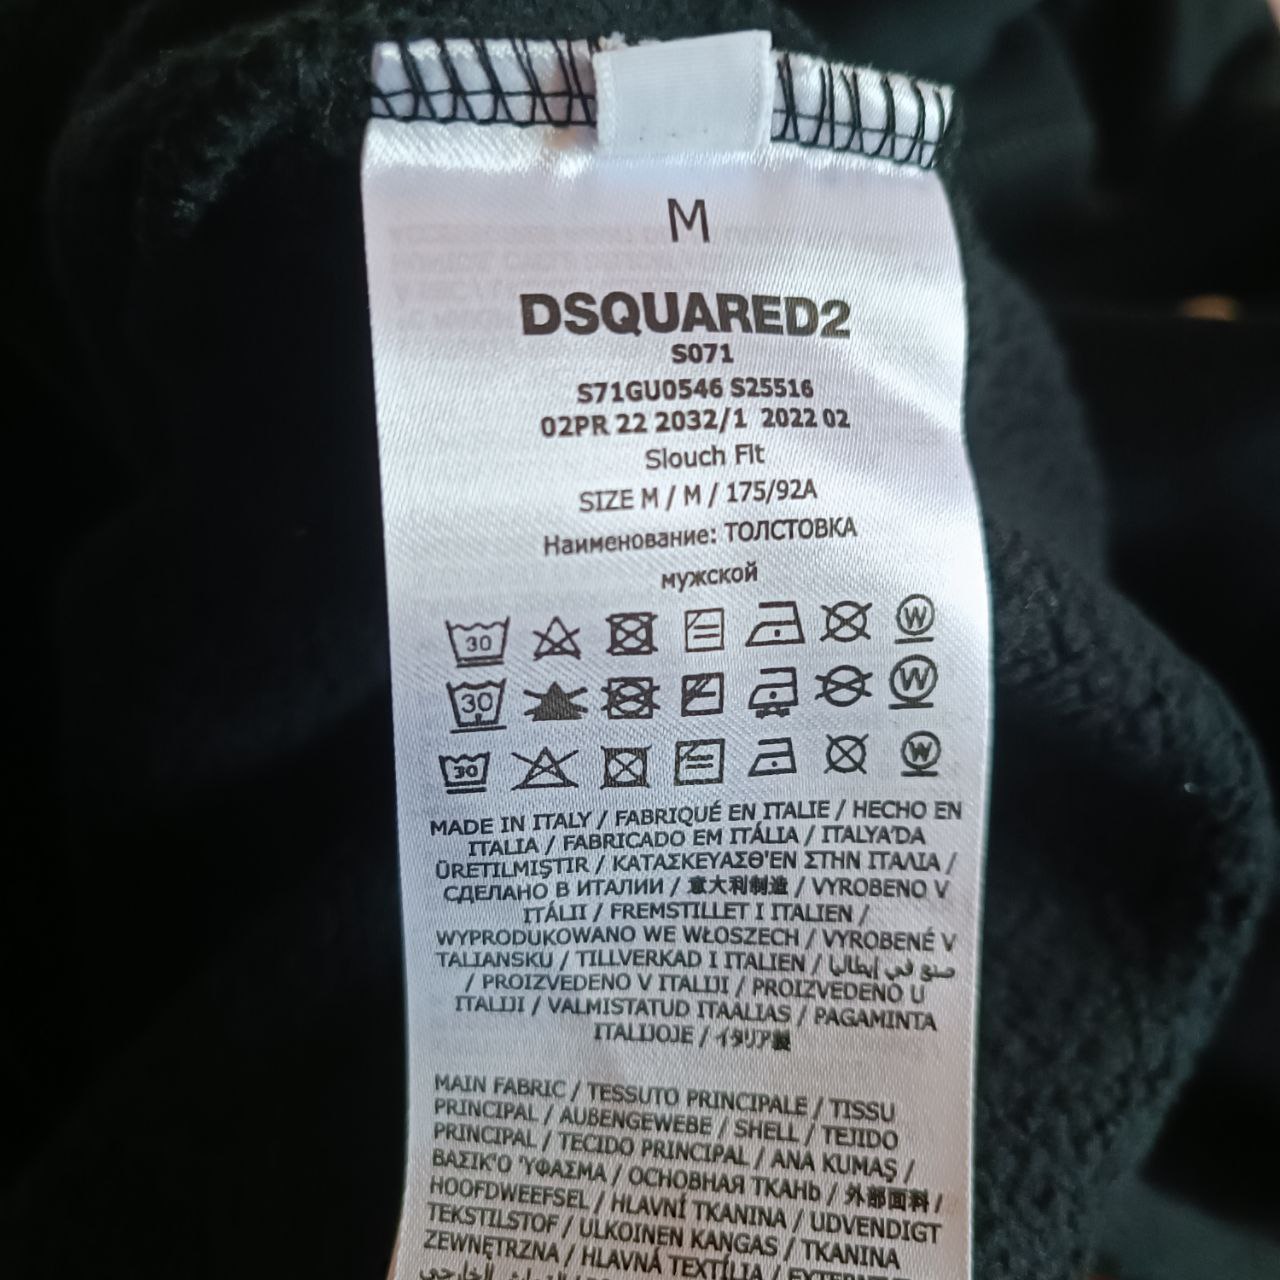 M
DSQUARED2
S071
S71GU0546 S25516
02PR 22 2032/1 2022 02
Slouch Fit
SIZE M / M / 175/92A
Наименование: ТОЛСТОВКА
мужской
30 W
30 W
30 W
MADE IN ITALY / FABRIQUÉ EN ITALIE / HECHO EN
ITALIA / FABRICADO EM ITÁLIA / ITALYA'DA
ÜRETILMIŞTIR / ΚΑΤΑΣΚΕΥΑΣΘ'ΕΝ ΣΤΗΝ ΙΤΑΛΙΑ /
СДЕЛАНО В ИТАЛИИ / 意大利制造 / VYROBENO V
ITÁLII / FREMSTILLET I ITALIEN /
WYPRODUKOWANO WE WŁOSZECH / VYROBENÉ V
TALIANSKU / TILLVERKAD I ITALIEN / صنع في إيطاليا
/ PROIZVEDENO V ITALIJI / PROIZVEDENO U
ITALIJI / VALMISTATUD ITAALIAS / PAGAMINTA
ITALIJOJE / イタリア製
MAIN FABRIC / TESSUTO PRINCIPALE / TISSU
PRINCIPAL / AUBENGEWEBE / SHELL / TEJIDO
PRINCIPAL / TECIDO PRINCIPAL / ANA KUMAŞ /
ΒΑΣΙΚ'Ο 'ΥΦΑΣΜΑ / ОСНОВНАЯ ТКАНЬ / 外部面料 /
HOOFDWEEFSEL / HLAVNÍ TKANINA / UDVENDIGT
TEKSTILSTOF / ULKOINEN KANGAS / TKANINA
ZEWNĘTRZNA / HLAVNÁ TEXTÍLIA /